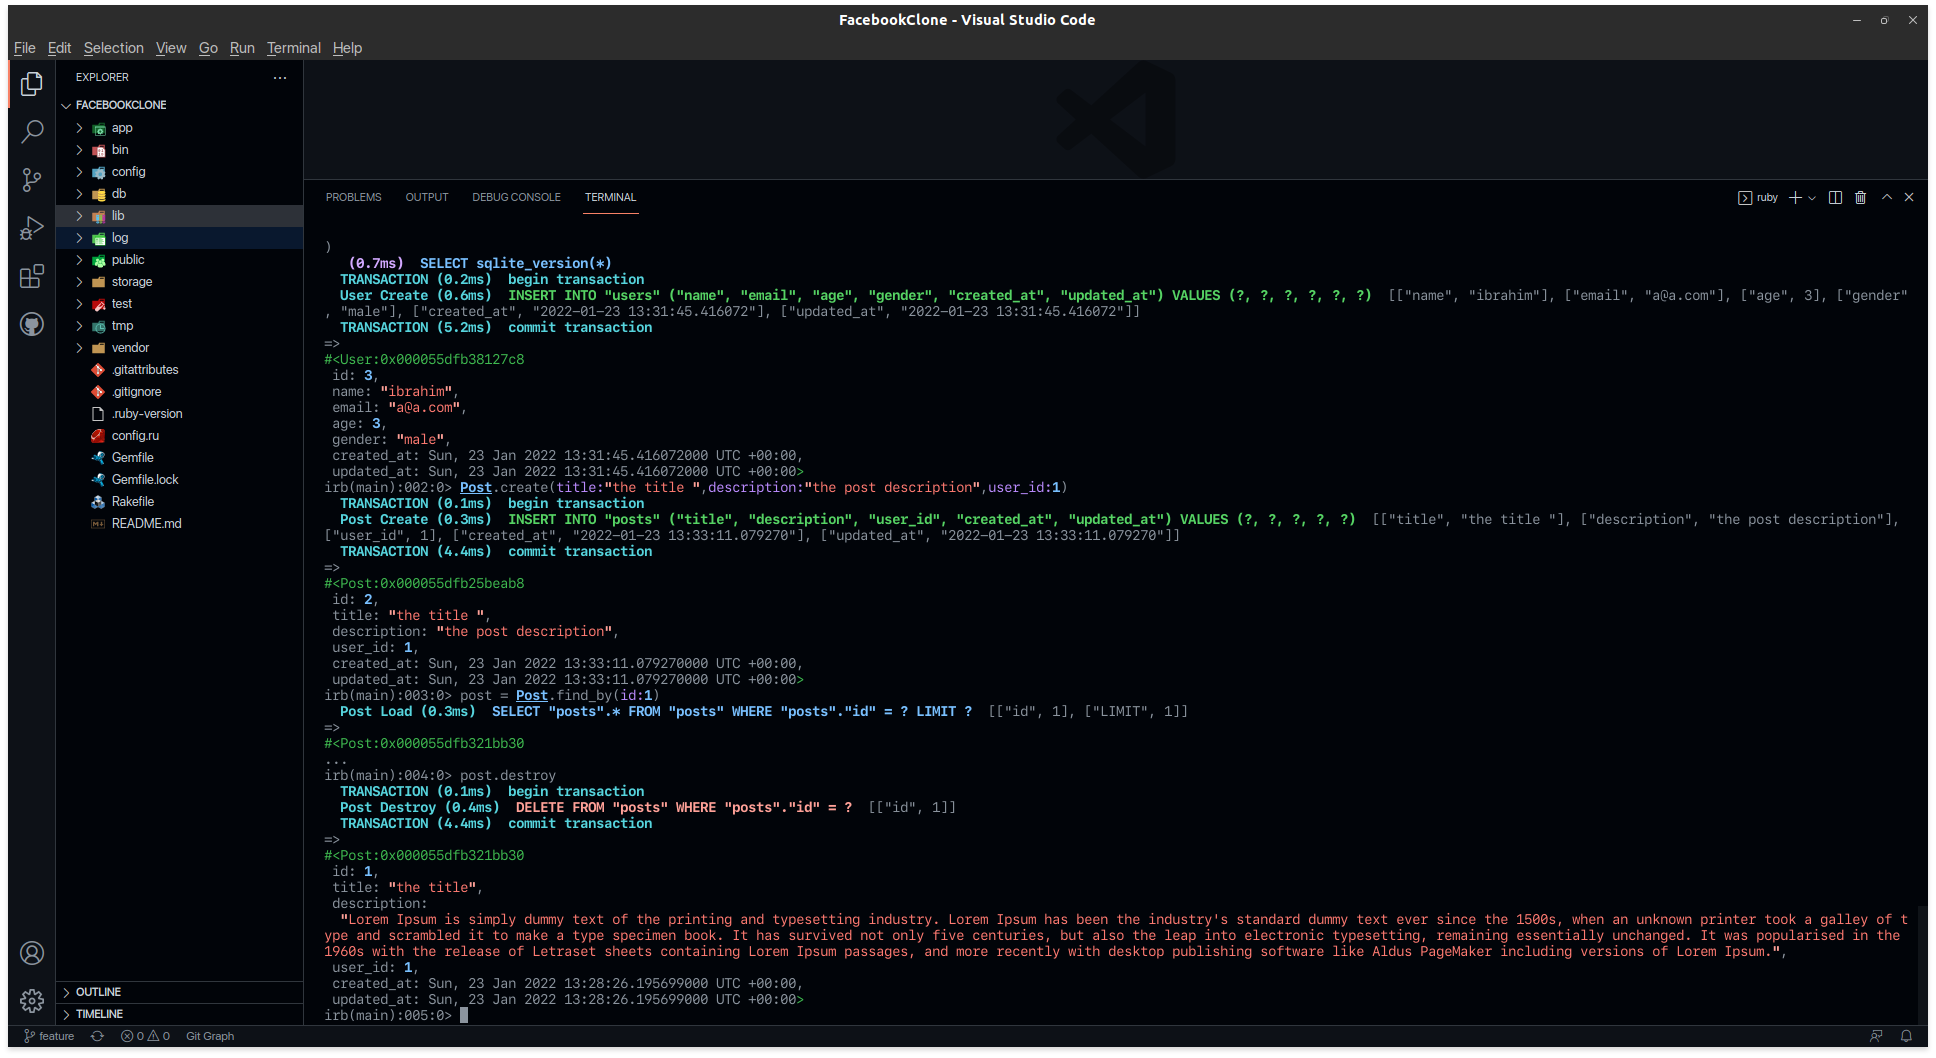 FacebookClone - Visual Studio Code
File Edit Selection View Go Run Terminal Help
EXPLORER
FACEBOOKCLONE
app
bin
config
db
lib
log
public
storage
test
tmp
vendor
.gitattributes
.gitignore
.ruby-version
config.ru
Gemfile
Gemfile.lock
Rakefile
README.md
OUTLINE
TIMELINE
PROBLEMS OUTPUT DEBUG CONSOLE TERMINAL
ruby
)
(0.7ms) SELECT sqlite_version(*)
TRANSACTION (0.2ms) begin transaction
User Create (0.6ms) INSERT INTO "users" ("name", "email", "age", "gender", "created_at", "updated_at") VALUES (?, ?, ?, ?, ?, ?) [["name", "ibrahim"], ["email", "a@a.com"], ["age", 3], ["gender"
, "male"], ["created_at", "2022-01-23 13:31:45.416072"], ["updated_at", "2022-01-23 13:31:45.416072"]]
TRANSACTION (5.2ms) commit transaction
=>
#<User:0x000055dfb38127c8
id: 3,
name: "ibrahim",
email: "a@a.com",
age: 3,
gender: "male",
created_at: Sun, 23 Jan 2022 13:31:45.416072000 UTC +00:00,
updated_at: Sun, 23 Jan 2022 13:31:45.416072000 UTC +00:00>
irb(main):002:0> Post.create(title:"the title ",description:"the post description",user_id:1)
TRANSACTION (0.1ms) begin transaction
Post Create (0.3ms) INSERT INTO "posts" ("title", "description", "user_id", "created_at", "updated_at") VALUES (?, ?, ?, ?, ?) [["title", "the title "], ["description", "the post description"],
["user_id", 1], ["created_at", "2022-01-23 13:33:11.079270"], ["updated_at", "2022-01-23 13:33:11.079270"]]
TRANSACTION (4.4ms) commit transaction
=>
#<Post:0x000055dfb25beab8
id: 2,
title: "the title ",
description: "the post description",
user_id: 1,
created_at: Sun, 23 Jan 2022 13:33:11.079270000 UTC +00:00,
updated_at: Sun, 23 Jan 2022 13:33:11.079270000 UTC +00:00>
irb(main):003:0> post = Post.find_by(id:1)
Post Load (0.3ms) SELECT "posts".* FROM "posts" WHERE "posts"."id" = ? LIMIT ? [["id", 1], ["LIMIT", 1]]
=>
#<Post:0x000055dfb321bb30
...
irb(main):004:0> post.destroy
TRANSACTION (0.1ms) begin transaction
Post Destroy (0.4ms) DELETE FROM "posts" WHERE "posts"."id" = ? [["id", 1]]
TRANSACTION (4.4ms) commit transaction
=>
#<Post:0x000055dfb321bb30
id: 1,
title: "the title",
description:
"Lorem Ipsum is simply dummy text of the printing and typesetting industry. Lorem Ipsum has been the industry's standard dummy text ever since the 1500s, when an unknown printer took a galley of t
ype and scrambled it to make a type specimen book. It has survived not only five centuries, but also the leap into electronic typesetting, remaining essentially unchanged. It was popularised in the
1960s with the release of Letraset sheets containing Lorem Ipsum passages, and more recently with desktop publishing software like Aldus PageMaker including versions of Lorem Ipsum.",
user_id: 1,
created_at: Sun, 23 Jan 2022 13:28:26.195699000 UTC +00:00,
updated_at: Sun, 23 Jan 2022 13:28:26.195699000 UTC +00:00>
irb(main):005:0>
feature 0 0 Git Graph